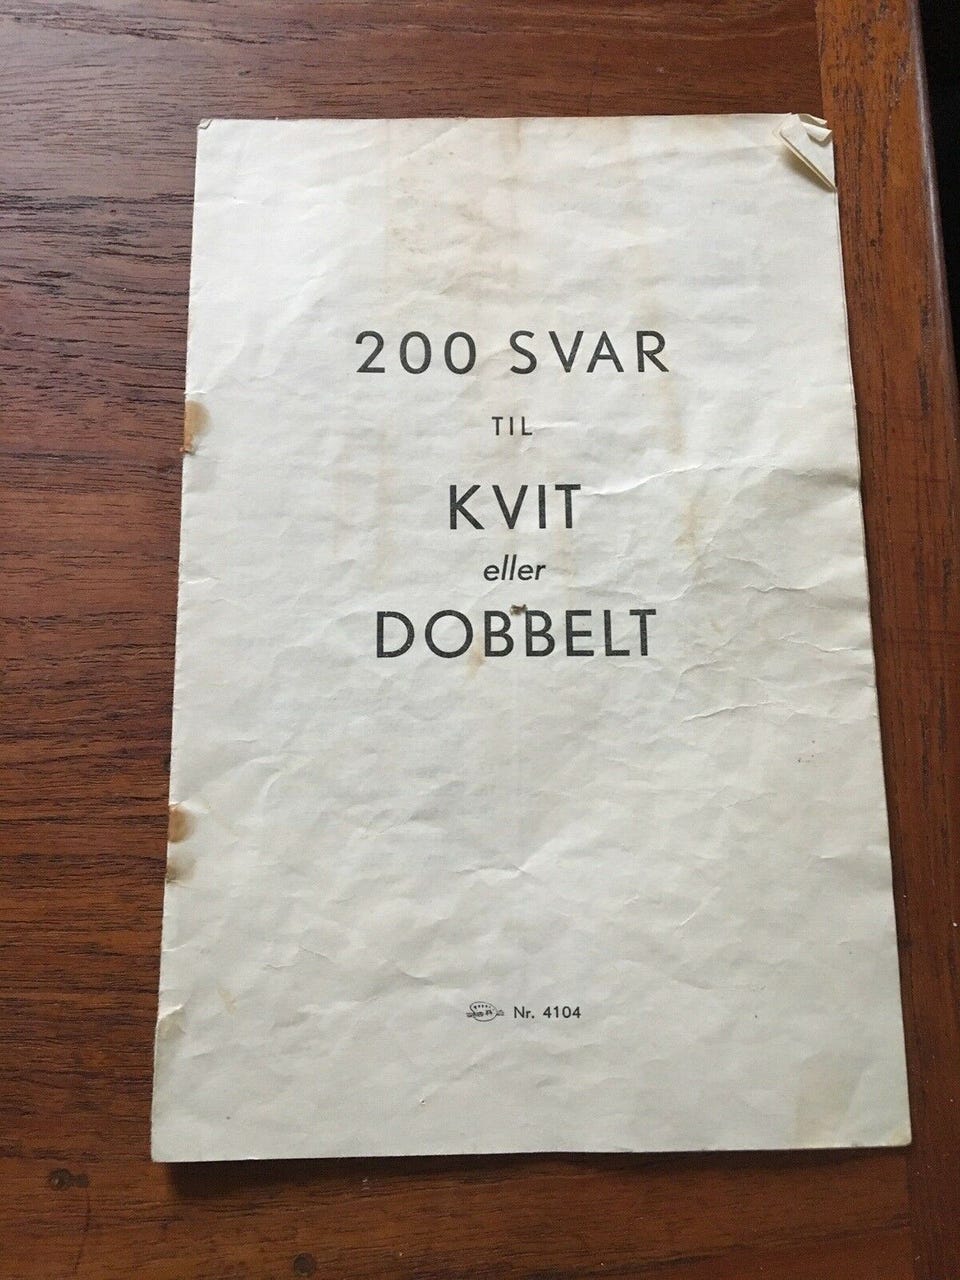 200 SVAR
TIL
KVIT
eller
DOBBELT
Nr. 4104